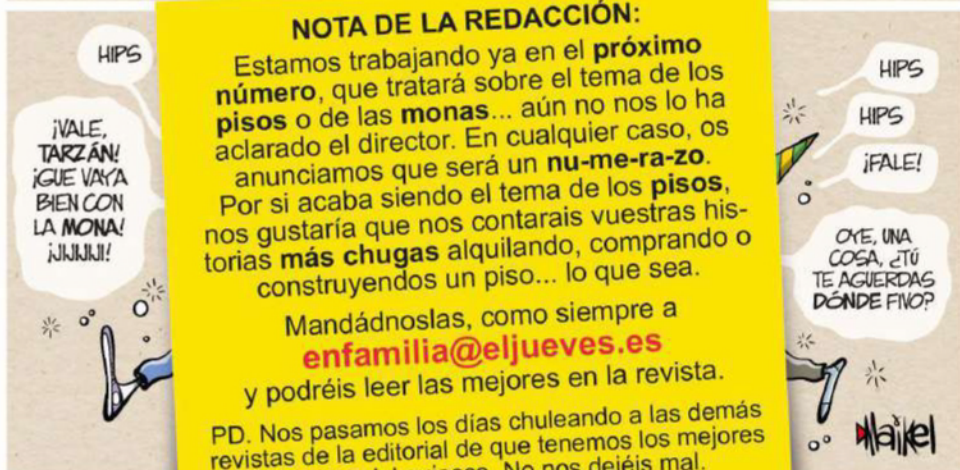 HIPS
¡VALE,
TARZÁN!
¡GUE VAYA
BIEN CON
LA MONA!
¡JIJIJIJI!
NOTA DE LA REDACCIÓN:
Estamos trabajando ya en el próximo
número, que tratará sobre el tema de los
pisos o de las monas... aún no nos lo ha
aclarado el director. En cualquier caso, os
anunciamos que será un nu-me-ra-zo.
Por si acaba siendo el tema de los pisos,
nos gustaría que nos contarais vuestras his-
torias más chugas alquilando, comprando o
construyendos un piso... lo que sea.
Mandádnoslas, como siempre a
enfamilia@eljueves.es
y podréis leer las mejores en la revista.
PD. Nos pasamos los días chuleando a las demás
revistas de la editorial de que tenemos los mejores
No nos dejéis mal.
HIPS
HIPS
¡FALE!
OYE, UNA
COSA, ¿TÚ
TE AGUERDAS
DÓNDE FIVO?
Maikel